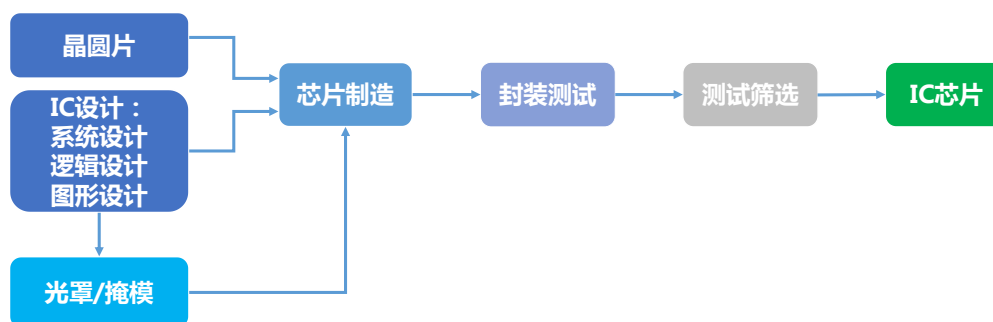 晶圆片
IC设计：
系统设计
逻辑设计
图形设计
光罩/掩模
芯片制造
封装测试
测试筛选
IC芯片